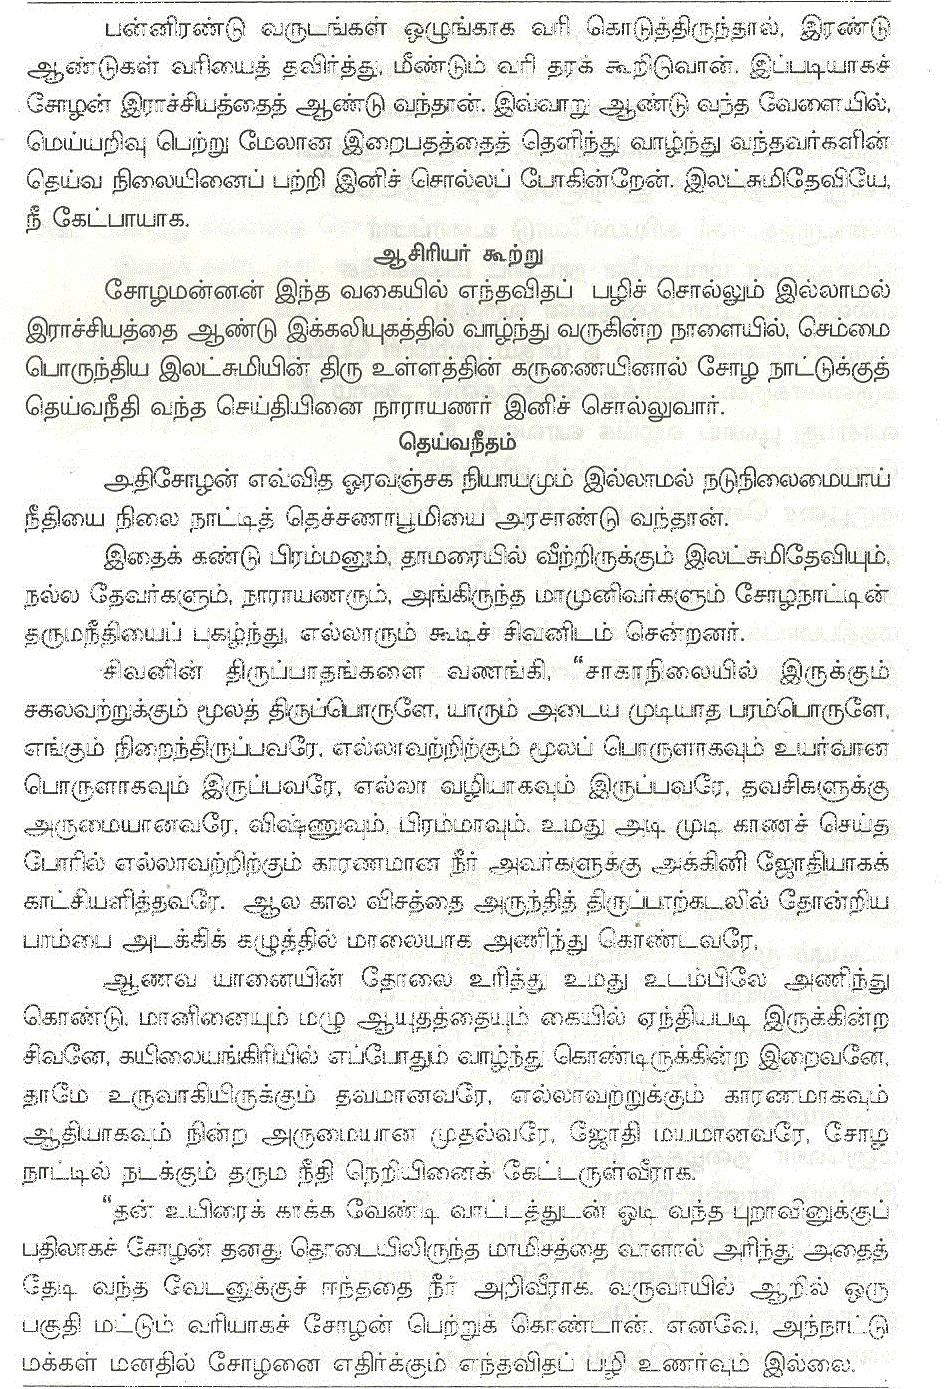 பன்னிரண்டு வருடங்கள் ஒழுங்காக வரி கொடுத்திருந்தால், இரண்டு
ஆண்டுகள் வரியைத் தவிர்த்து, மீண்டும் வரி தரக் கூறிடுவான். இப்படியாகச்
சோழன் இராச்சியத்தைத் ஆண்டு வந்தான். இவ்வாறு ஆண்டு வந்த வேளையில்,
மெய்யறிவு பெற்று மேலான இறைபதத்தைத் தெளிந்து வாழ்ந்து வந்தவர்களின்
தெய்வ நிலையினைப் பற்றி இனிச் சொல்லப் போகின்றேன். இலட்சுமிதேவியே,
நீ கேட்பாயாக.
ஆசிரியர் கூற்று
சோழமன்னன் இந்த வகையில் எந்தவிதப் பழிச் சொல்லும் இல்லாமல்
இராச்சியத்தை ஆண்டு இக்கலியுகத்தில் வாழ்ந்து வருகின்ற நாளையில், செம்மை
பொருந்திய இலட்சுமியின் திரு உள்ளத்தின் கருணையினால் சோழ நாட்டுக்குத்
தெய்வநீதி வந்த செய்தியினை நாராயணர் இனிச் சொல்லுவார்.
தெய்வநீதம்
அதிசோழன் எவ்வித ஓரவஞ்சக நியாயமும் இல்லாமல் நடுநிலைமையாய்
நீதியை நிலை நாட்டித் தெச்சணாபூமியை அரசாண்டு வந்தான்.
இதைக் கண்டு பிரம்மனும், தாமரையில் வீற்றிருக்கும் இலட்சுமிதேவியும்,
நல்ல தேவர்களும், நாராயணரும், அங்கிருந்த மாமுனிவர்களும் சோழநாட்டின்
தருமநீதியைப் புகழ்ந்து, எல்லாரும் கூடிச் சிவனிடம் சென்றனர்.
சிவனின் திருப்பாதங்களை வணங்கி, “சாகாநிலையில் இருக்கும்
சகலவற்றுக்கும் மூலத் திருப்பொருளே, யாரும் அடைய முடியாத பரம்பொருளே,
எங்கும் நிறைந்திருப்பவரே, எல்லாவற்றிற்கும் மூலப் பொருளாகவும் உயர்வான
பொருளாகவும் இருப்பவரே, எல்லா வழியாகவும் இருப்பவரே, தவசிகளுக்கு
அருமையானவரே, விஷ்ணுவும், பிரம்மாவும், உமது அடி முடி காணச் செய்த
போரில் எல்லாவற்றிற்கும் காரணமான நீர் அவர்களுக்கு அக்கினி ஜோதியாகக்
காட்சியளித்தவரே. ஆல கால விசத்தை அருந்தித் திருப்பாற்கடலில் தோன்றிய
பாம்பை அடக்கிக் கழுத்தில் மாலையாக அணிந்து கொண்டவரே,
ஆணவ யானையின் தோலை உரித்து உமது உடம்பிலே அணிந்து
கொண்டு, மானினையும் மழு ஆயுதத்தையும் கையில் ஏந்தியபடி இருக்கின்ற
சிவனே, கயிலையங்கிரியில் எப்போதும் வாழ்ந்து கொண்டிருக்கின்ற இறைவனே,
தாமே உருவாகியிருக்கும் தவமானவரே, எல்லாவற்றுக்கும் காரணமாகவும்
ஆதியாகவும் நின்ற அருமையான முதல்வரே, ஜோதி மயமானவரே, சோழ
நாட்டில் நடக்கும் தரும நீதி நெறியினைக் கேட்டருள்வீராக.
“தன் உயிரைக் காக்க வேண்டி வாட்டத்துடன் ஓடி வந்த புறாவினுக்குப்
பதிலாகச் சோழன் தனது தொடையிலிருந்த மாமிசத்தை வாளால் அரிந்து அதைத்
தேடி வந்த வேடனுக்குச் ஈந்ததை நீர் அறிவீராக. வருவாயில் ஆறில் ஒரு
பகுதி மட்டும் வரியாகச் சோழன் பெற்றுக் கொண்டான். எனவே, அந்நாட்டு
மக்கள் மனதில் சோழனை எதிர்க்கும் எந்தவிதப் பழி உணர்வும் இல்லை.